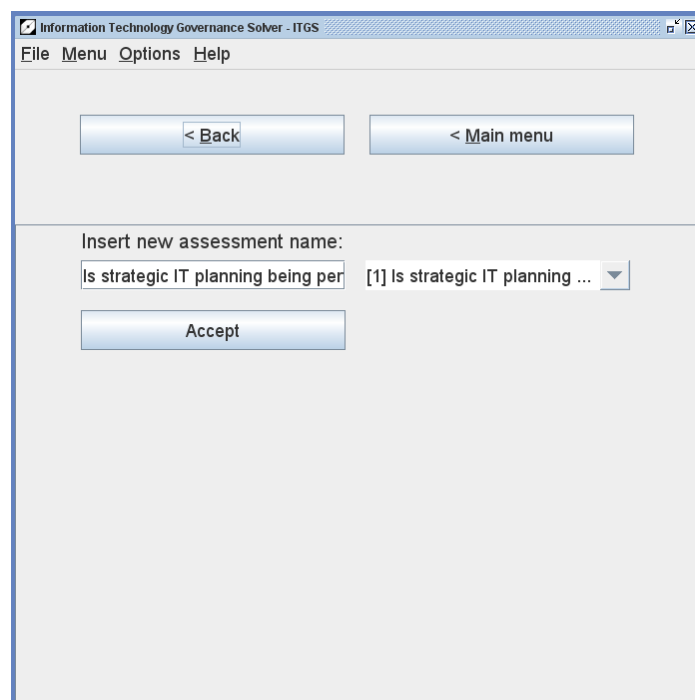 Information Technology Governance Solver - ITGS
File Menu Options Help
< Back < Main menu
Insert new assessment name:
Is strategic IT planning being per [1] Is strategic IT planning ...
Accept